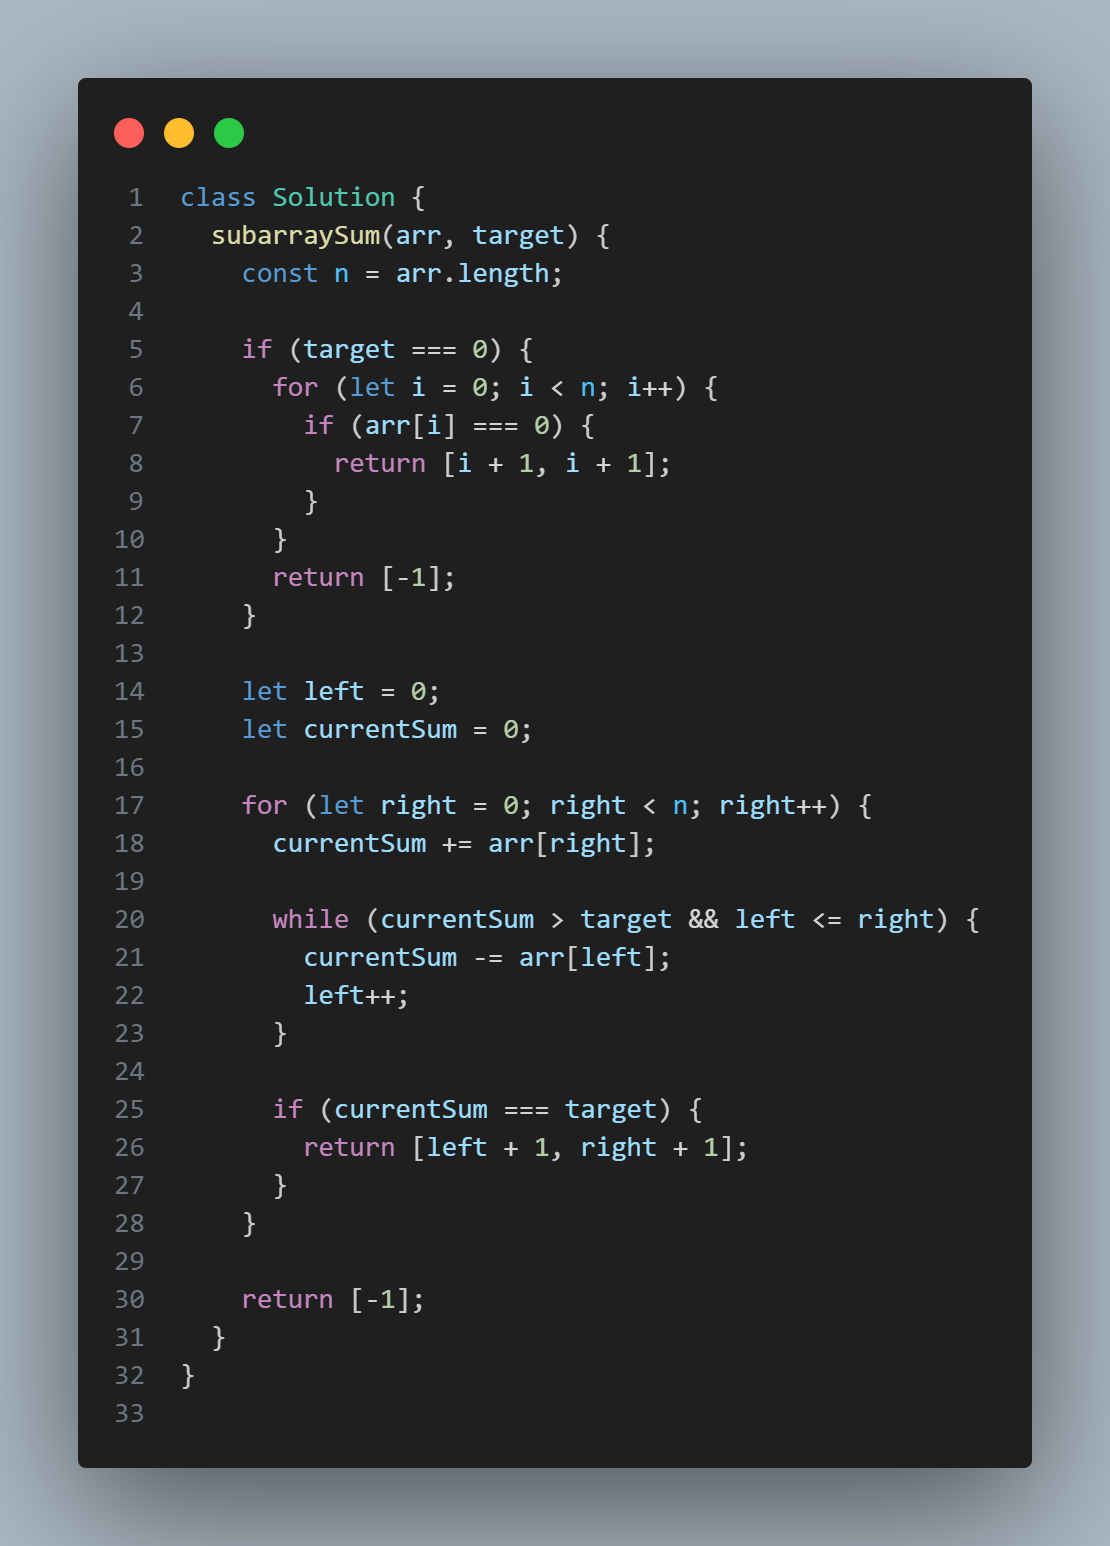 1 class Solution {
2   subarraySum(arr, target) {
3     const n = arr.length;
4
5     if (target === 0) {
6       for (let i = 0; i < n; i++) {
7         if (arr[i] === 0) {
8           return [i + 1, i + 1];
9         }
10       }
11       return [-1];
12     }
13
14     let left = 0;
15     let currentSum = 0;
16
17     for (let right = 0; right < n; right++) {
18       currentSum += arr[right];
19
20       while (currentSum > target && left <= right) {
21         currentSum -= arr[left];
22         left++;
23       }
24
25       if (currentSum === target) {
26         return [left + 1, right + 1];
27       }
28     }
29
30     return [-1];
31   }
32 }
33